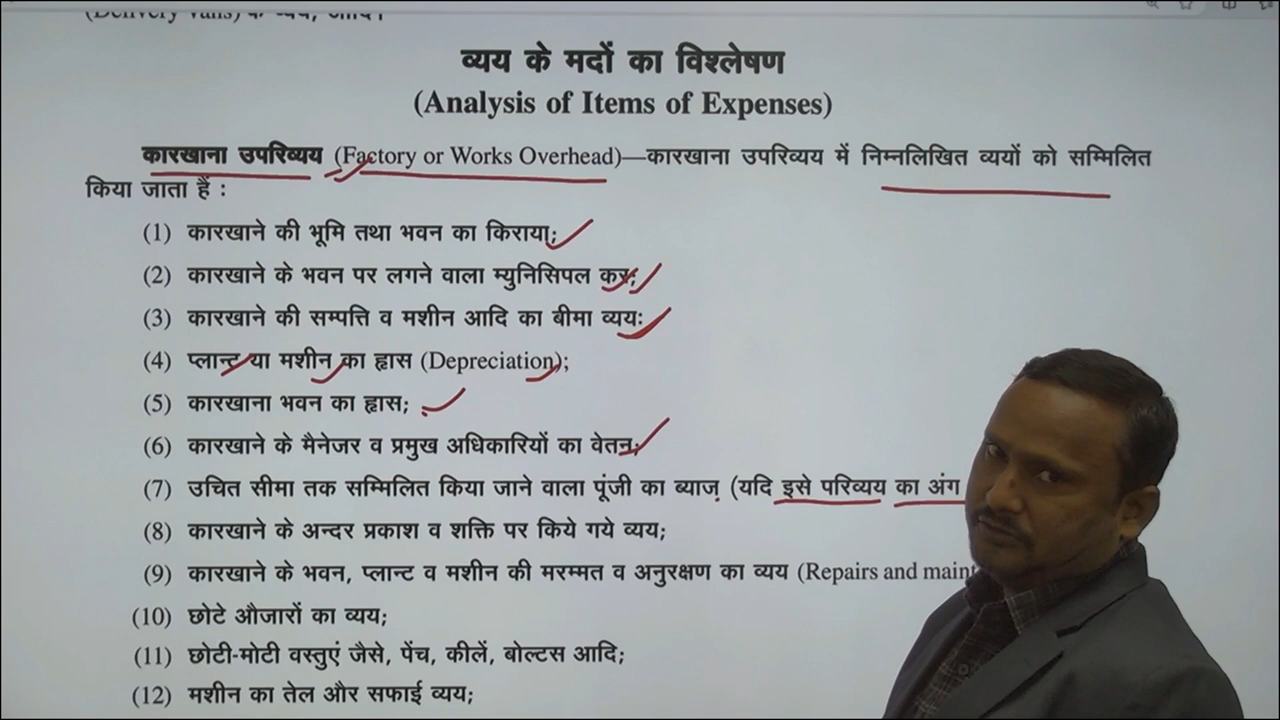 (Delivery Vans) के व्यय, आदि।
व्यय के मदों का विश्लेषण
(Analysis of Items of Expenses)
कारखाना उपरिव्यय (Factory or Works Overhead)—कारखाना उपरिव्यय में निम्नलिखित व्ययों को सम्मिलित
किया जाता हैं :
(1) कारखाने की भूमि तथा भवन का किराया;
(2) कारखाने के भवन पर लगने वाला म्युनिसिपल कर;
(3) कारखाने की सम्पत्ति व मशीन आदि का बीमा व्ययः
(4) प्लान्ट या मशीन का ह्रास (Depreciation);
(5) कारखाना भवन का ह्रास;
(6) कारखाने के मैनेजर व प्रमुख अधिकारियों का वेतन;
(7) उचित सीमा तक सम्मिलित किया जाने वाला पूंजी का ब्याज (यदि इसे परिव्यय का अंग
(8) कारखाने के अन्दर प्रकाश व शक्ति पर किये गये व्यय;
(9) कारखाने के भवन, प्लान्ट व मशीन की मरम्मत व अनुरक्षण का व्यय (Repairs and maint
(10) छोटे औजारों का व्यय;
(11) छोटी-मोटी वस्तुएं जैसे, पेंच, कीलें, बोल्टस आदि;
(12) मशीन का तेल और सफाई व्यय;